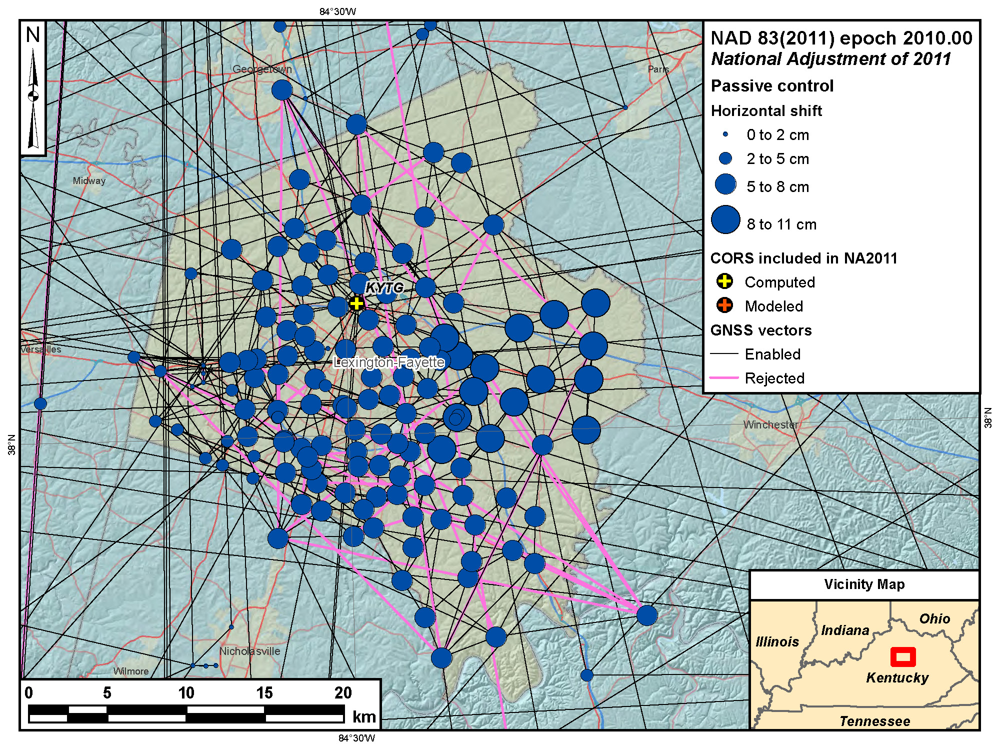 84°30'W
N
NAD 83(2011) epoch 2010.00
National Adjustment of 2011
Passive control
Horizontal shift
0 to 2 cm
2 to 5 cm
5 to 8 cm
8 to 11 cm
CORS included in NA2011
Computed
Modeled
GNSS vectors
Enabled
Rejected
Georgetown
Paris
Midway
KYTG
Versailles
Lexington-Fayette
Winchester
38°N
38°N
Nicholasville
Wilmore
0 5 10 15 20
km
84°30'W
Vicinity Map
Ohio
Indiana
Illinois
Kentucky
Tennessee